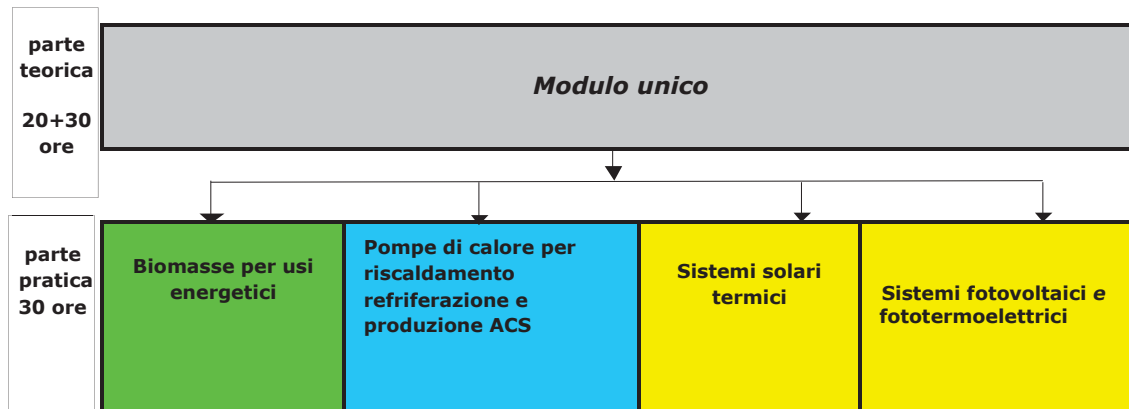 parte
teorica
20+30
ore
Modulo unico
parte
pratica
30 ore
Biomasse per usi
energetici
Pompe di calore per
riscaldamento
refriferazione e
produzione ACS
Sistemi solari
termici
Sistemi fotovoltaici e
fototermoelettrici